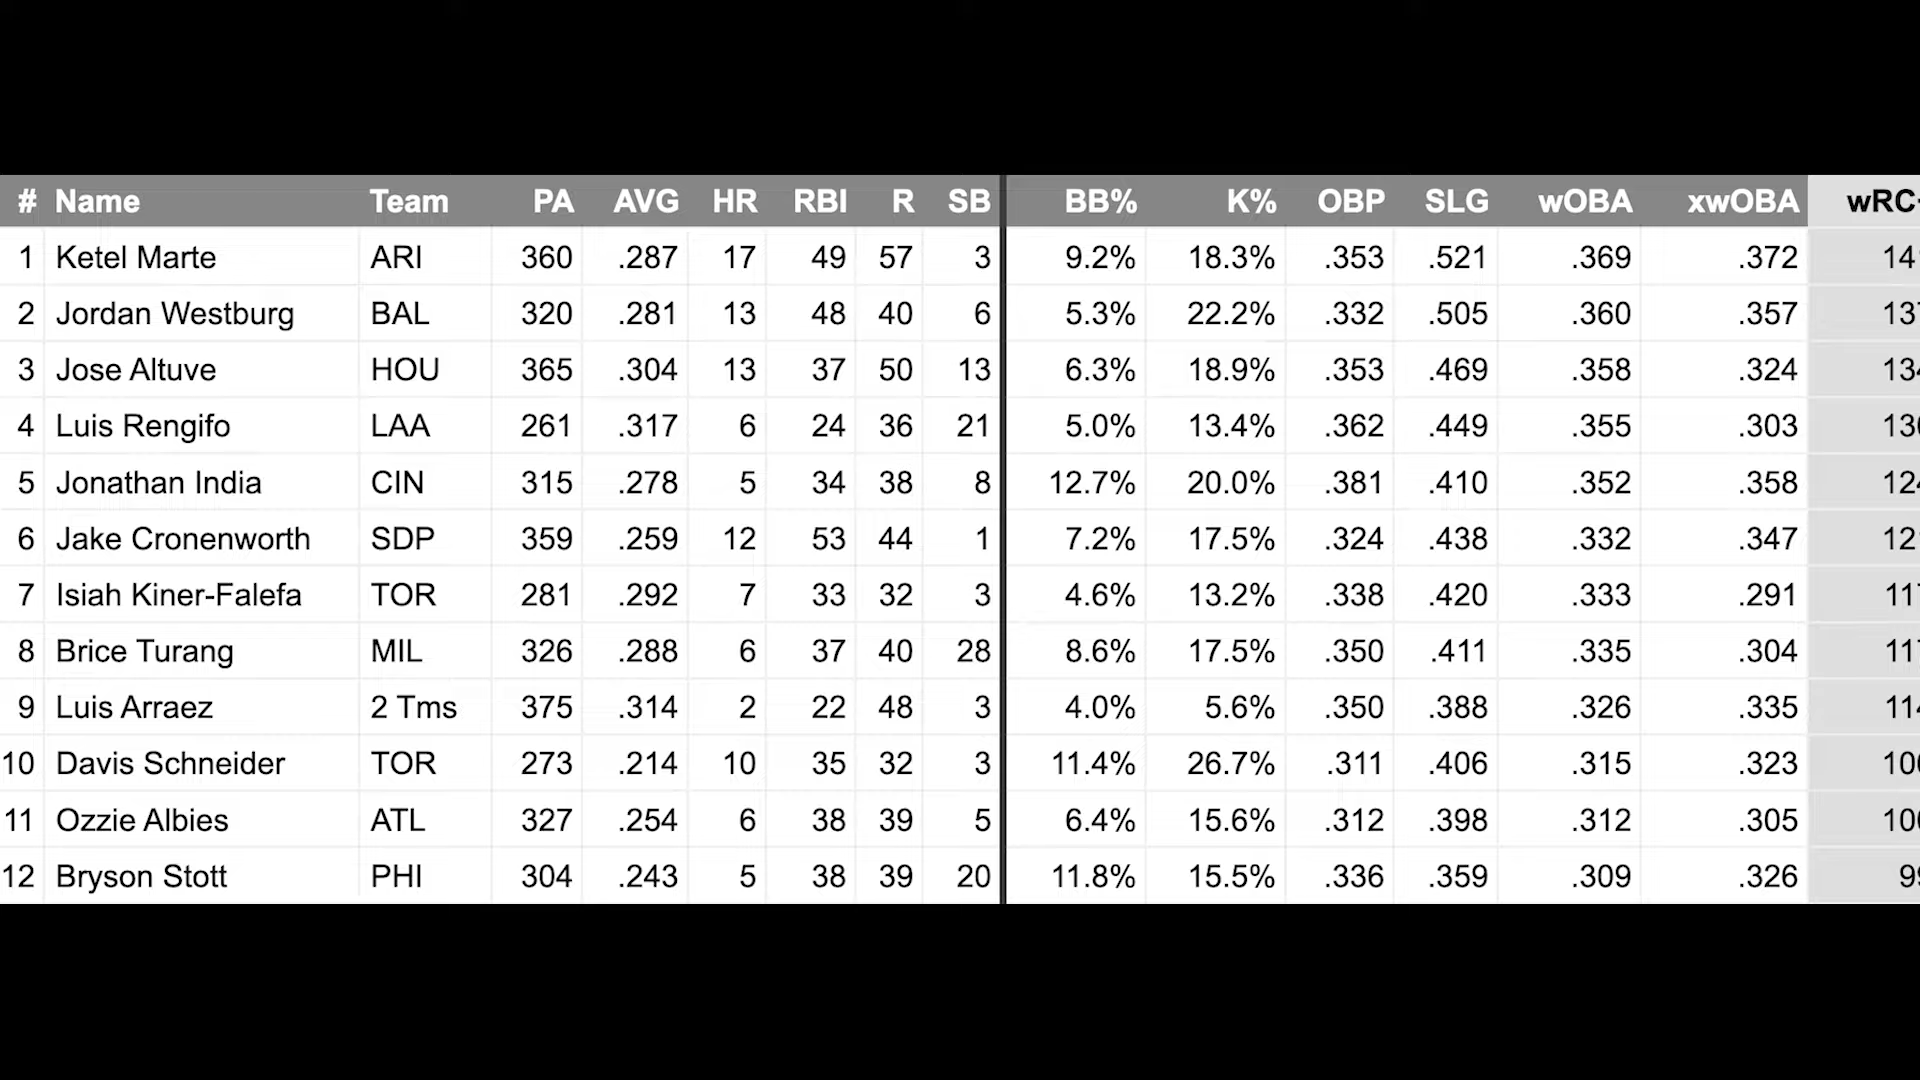 # Name Team PA AVG HR RBI R SB BB% K% OBP SLG wOBA xwOBA wRC
1 Ketel Marte ARI 360 .287 17 49 57 3 9.2% 18.3% .353 .521 .369 .372 14
2 Jordan Westburg BAL 320 .281 13 48 40 6 5.3% 22.2% .332 .505 .360 .357 13
3 Jose Altuve HOU 365 .304 13 37 50 13 6.3% 18.9% .353 .469 .358 .324 13
4 Luis Rengifo LAA 261 .317 6 24 36 21 5.0% 13.4% .362 .449 .355 .303 13
5 Jonathan India CIN 315 .278 5 34 38 8 12.7% 20.0% .381 .410 .352 .358 12
6 Jake Cronenworth SDP 359 .259 12 53 44 1 7.2% 17.5% .324 .438 .332 .347 12
7 Isiah Kiner-Falefa TOR 281 .292 7 33 32 3 4.6% 13.2% .338 .420 .333 .291 11
8 Brice Turang MIL 326 .288 6 37 40 28 8.6% 17.5% .350 .411 .335 .304 11
9 Luis Arraez 2 Tms 375 .314 2 22 48 3 4.0% 5.6% .350 .388 .326 .335 11
10 Davis Schneider TOR 273 .214 10 35 32 3 11.4% 26.7% .311 .406 .315 .323 10
11 Ozzie Albies ATL 327 .254 6 38 39 5 6.4% 15.6% .312 .398 .312 .305 10
12 Bryson Stott PHI 304 .243 5 38 39 20 11.8% 15.5% .336 .359 .309 .326 9